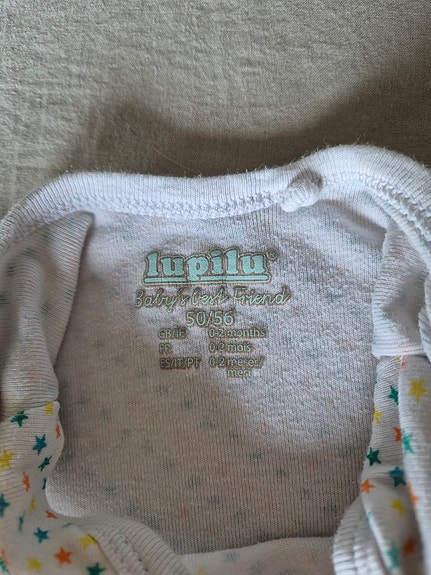 lupilu®
Baby's Best Friend
50/56
GB/IE 0-2 months
FR 0-2 mois
ES/IT/PT 0-2 meses/
mesi